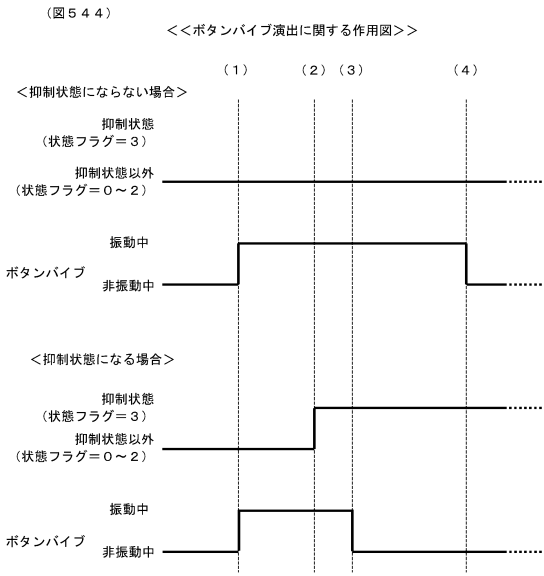 （図５４４）
＜＜ボタンバイブ演出に関する作用図＞＞
（１） （２） （３） （４）
＜抑制状態にならない場合＞
抑制状態
（状態フラグ＝３）
抑制状態以外
（状態フラグ＝０～２）
振動中
ボタンバイブ
非振動中
＜抑制状態になる場合＞
抑制状態
（状態フラグ＝３）
抑制状態以外
（状態フラグ＝０～２）
振動中
ボタンバイブ
非振動中